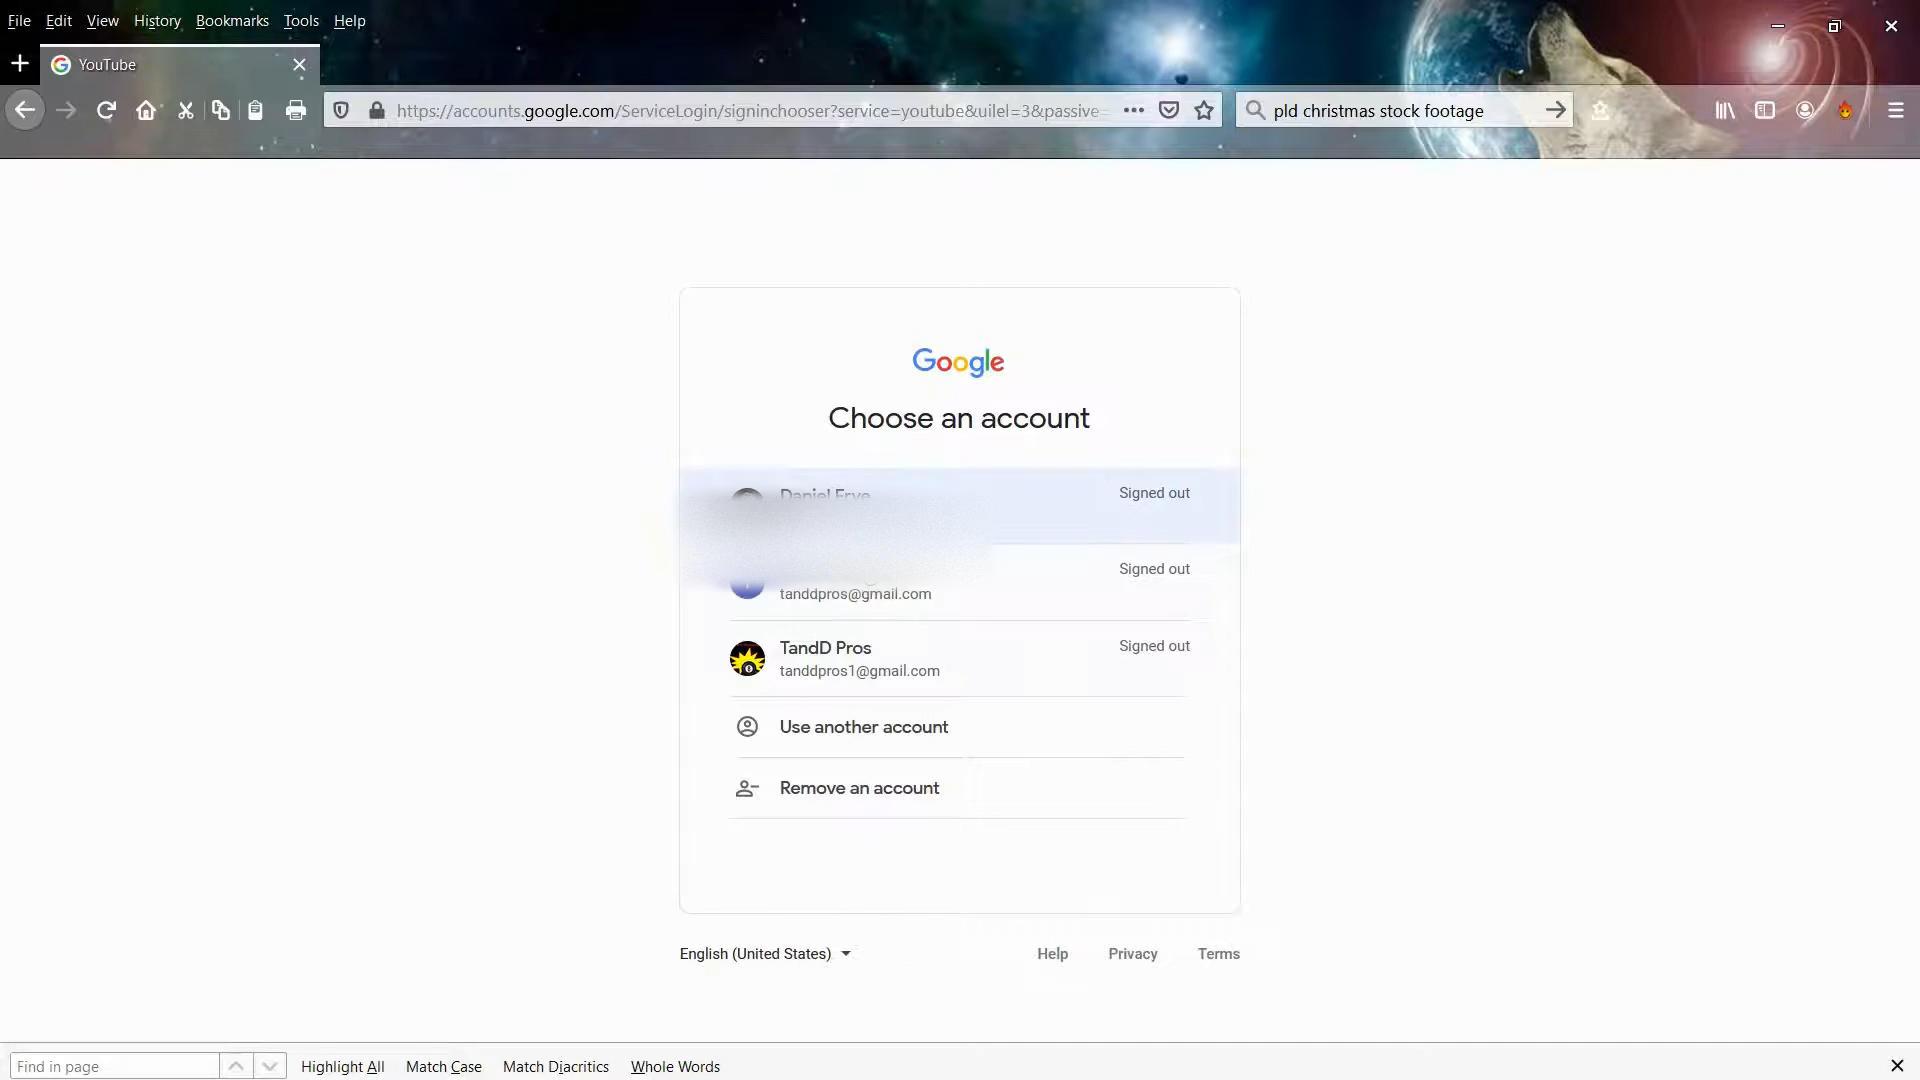 File Edit View History Bookmarks Tools Help
YouTube
https://accounts.google.com/ServiceLogin/signinchooser?service=youtube&uilel=3&passive=
pld christmas stock footage
Google
Choose an account
Daniel Frye
Signed out
Signed out
tanddpros@gmail.com
TandD Pros
Signed out
tanddpros1@gmail.com
Use another account
Remove an account
English (United States)
Help
Privacy
Terms
Find in page
Highlight All
Match Case
Match Diacritics
Whole Words